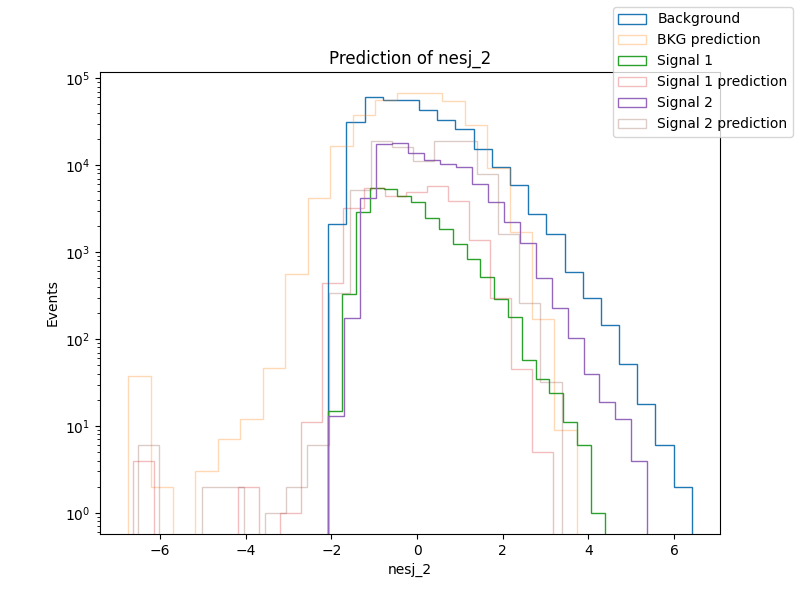 Prediction of nesj_2
Background
BKG prediction
Signal 1
Signal 1 prediction
Signal 2
Signal 2 prediction
Events
10^5
10^4
10^3
10^2
10^1
10^0
−6 −4 −2 0 2 4 6
nesj_2